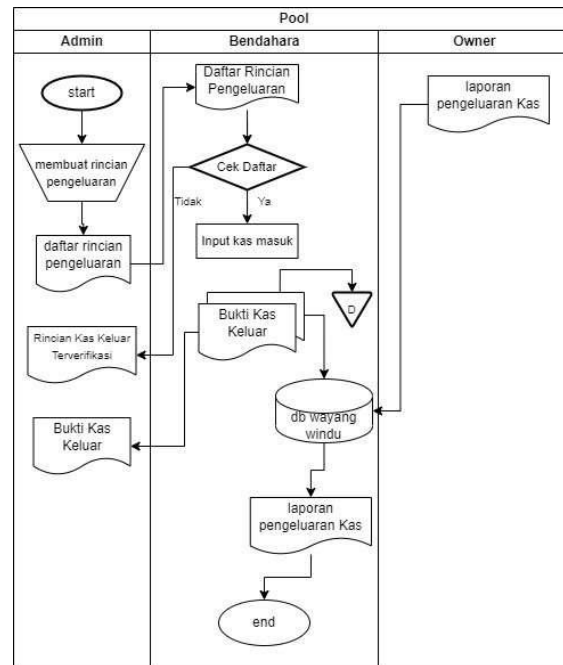 Pool
Admin
Bendahara
Owner
start
membuat rincian
pengeluaran
daftar rincian
pengeluaran
Rincian Kas Keluar
Terverifikasi
Bukti Kas
Keluar
Daftar Rincian
Pengeluaran
Cek Daftar
Tidak
Ya
Input kas masuk
Bukti Kas
Keluar
D
db wayang
windu
laporan
pengeluaran Kas
end
laporan
pengeluaran Kas